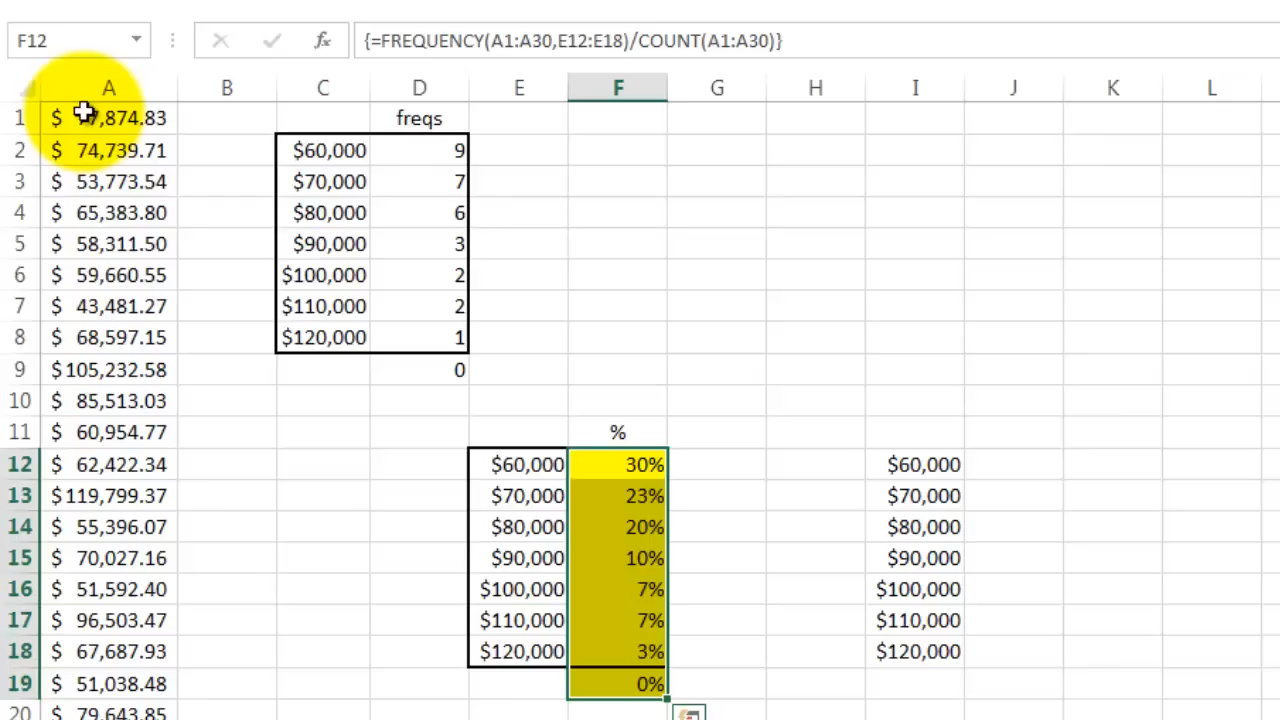 F12 fx {=FREQUENCY(A1:A30,E12:E18)/COUNT(A1:A30)}
A B C D E F G H I J K L
1 $ 7,874.83 freqs
2 $ 74,739.71 $60,000 9
3 $ 53,773.54 $70,000 7
4 $ 65,383.80 $80,000 6
5 $ 58,311.50 $90,000 3
6 $ 59,660.55 $100,000 2
7 $ 43,481.27 $110,000 2
8 $ 68,597.15 $120,000 1
9 $105,232.58 0
10 $ 85,513.03
11 $ 60,954.77 %
12 $ 62,422.34 $60,000 30% $60,000
13 $119,799.37 $70,000 23% $70,000
14 $ 55,396.07 $80,000 20% $80,000
15 $ 70,027.16 $90,000 10% $90,000
16 $ 51,592.40 $100,000 7% $100,000
17 $ 96,503.47 $110,000 7% $110,000
18 $ 67,687.93 $120,000 3% $120,000
19 $ 51,038.48 0%
20 $ 79,643.85